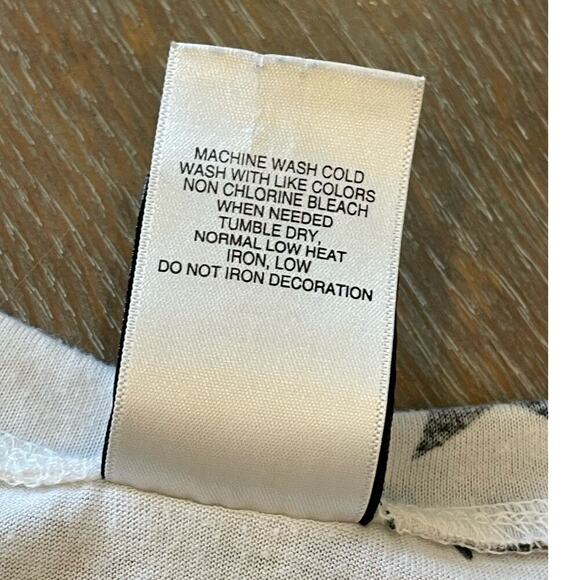 MACHINE WASH COLD
WASH WITH LIKE COLORS
NON CHLORINE BLEACH
WHEN NEEDED
TUMBLE DRY,
NORMAL LOW HEAT
IRON, LOW
DO NOT IRON DECORATION